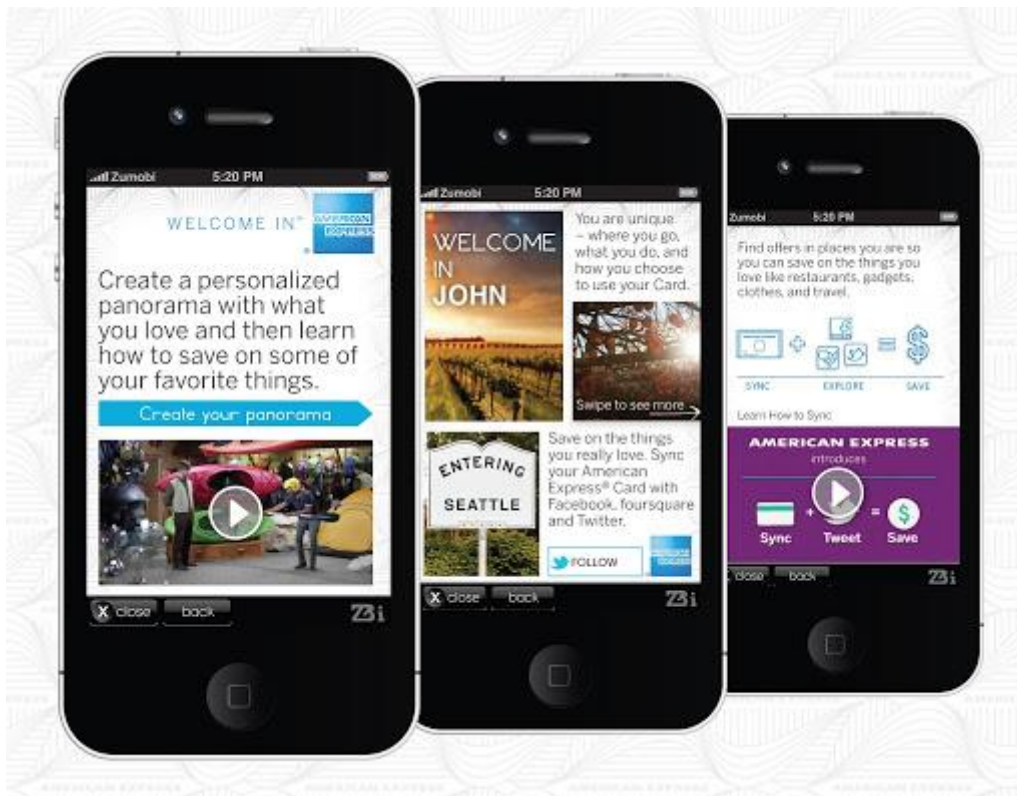 Zumobi 5:20 PM
WELCOME IN®
AMERICAN
EXPRESS
®
Create a personalized
panorama with what
you love and then learn
how to save on some of
your favorite things.
Create your panorama
X close back
Z3i
Zumobi 5:20 PM
WELCOME
IN
JOHN
You are unique
– where you go,
what you do, and
how you choose
to use your Card.
Swipe to see more
ENTERING
SEATTLE
Save on the things
you really love. Sync
your American
Express® Card with
Facebook, foursquare
and Twitter.
FOLLOW
X close back
Z3i
Zumobi 5:20 PM
Find offers in places you are so
you can save on the things you
love like restaurants, gadgets,
clothes, and travel.
+ = $
SYNC EXPLORE SAVE
Learn How to Sync
AMERICAN EXPRESS
introduces
+ = $
Sync Tweet Save
close back
Z3i